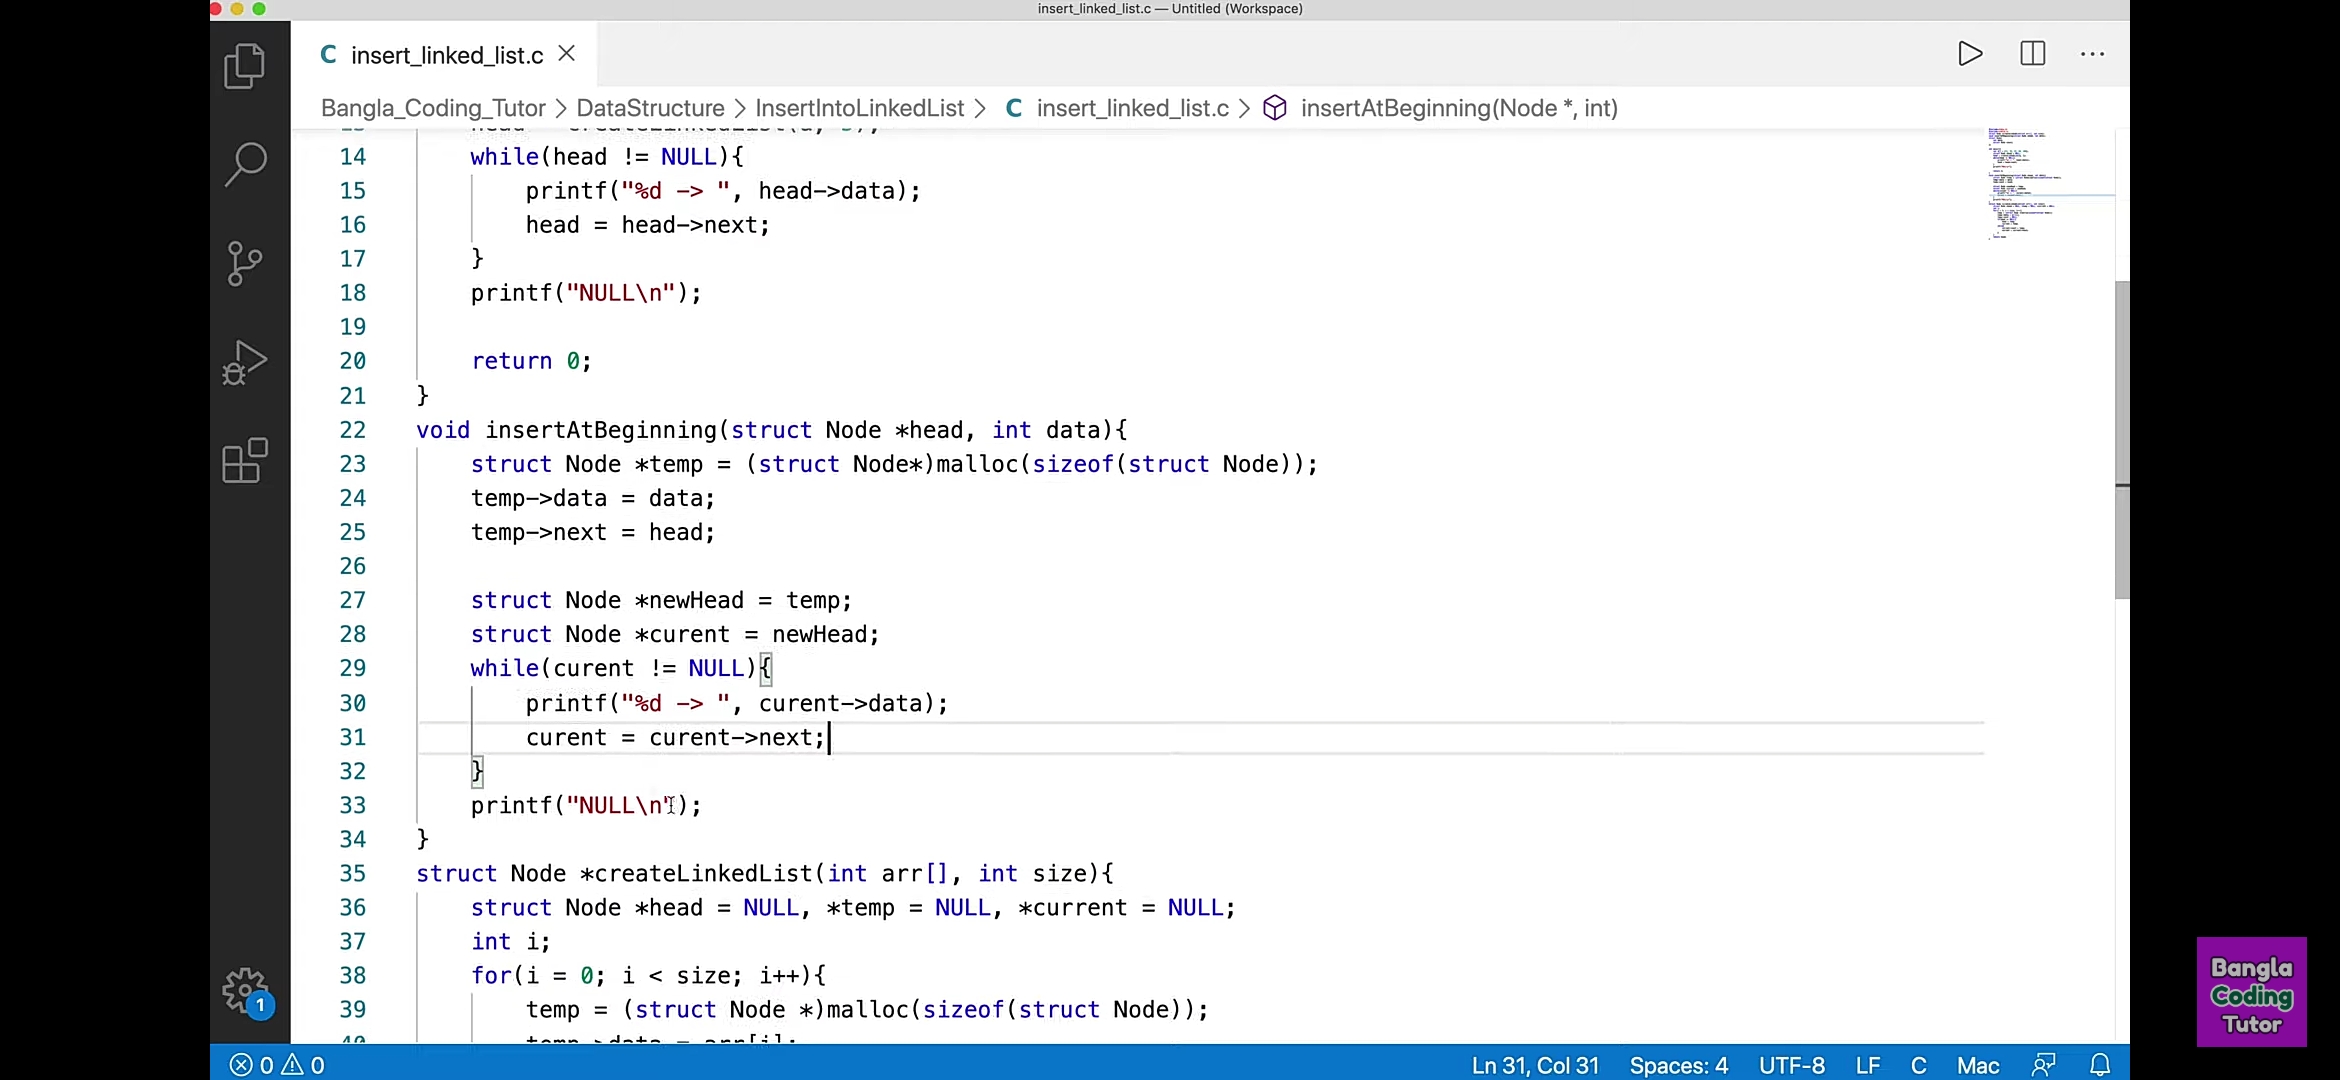 insert_linked_list.c — Untitled (Workspace)
C insert_linked_list.c
Bangla_Coding_Tutor > DataStructure > InsertIntoLinkedList > C insert_linked_list.c > insertAtBeginning(Node *, int)
14 while(head != NULL){
15 printf("%d -> ", head->data);
16 head = head->next;
17 }
18 printf("NULL\n");
19
20 return 0;
21 }
22 void insertAtBeginning(struct Node *head, int data){
23 struct Node *temp = (struct Node*)malloc(sizeof(struct Node));
24 temp->data = data;
25 temp->next = head;
26
27 struct Node *newHead = temp;
28 struct Node *curent = newHead;
29 while(curent != NULL){
30 printf("%d -> ", curent->data);
31 curent = curent->next;
32 }
33 printf("NULL\n");
34 }
35 struct Node *createLinkedList(int arr[], int size){
36 struct Node *head = NULL, *temp = NULL, *current = NULL;
37 int i;
38 for(i = 0; i < size; i++){
39 temp = (struct Node *)malloc(sizeof(struct Node));
40 temp->data = arr[i];
1
0 0
Ln 31, Col 31 Spaces: 4 UTF-8 LF C Mac
Bangla
Coding
Tutor